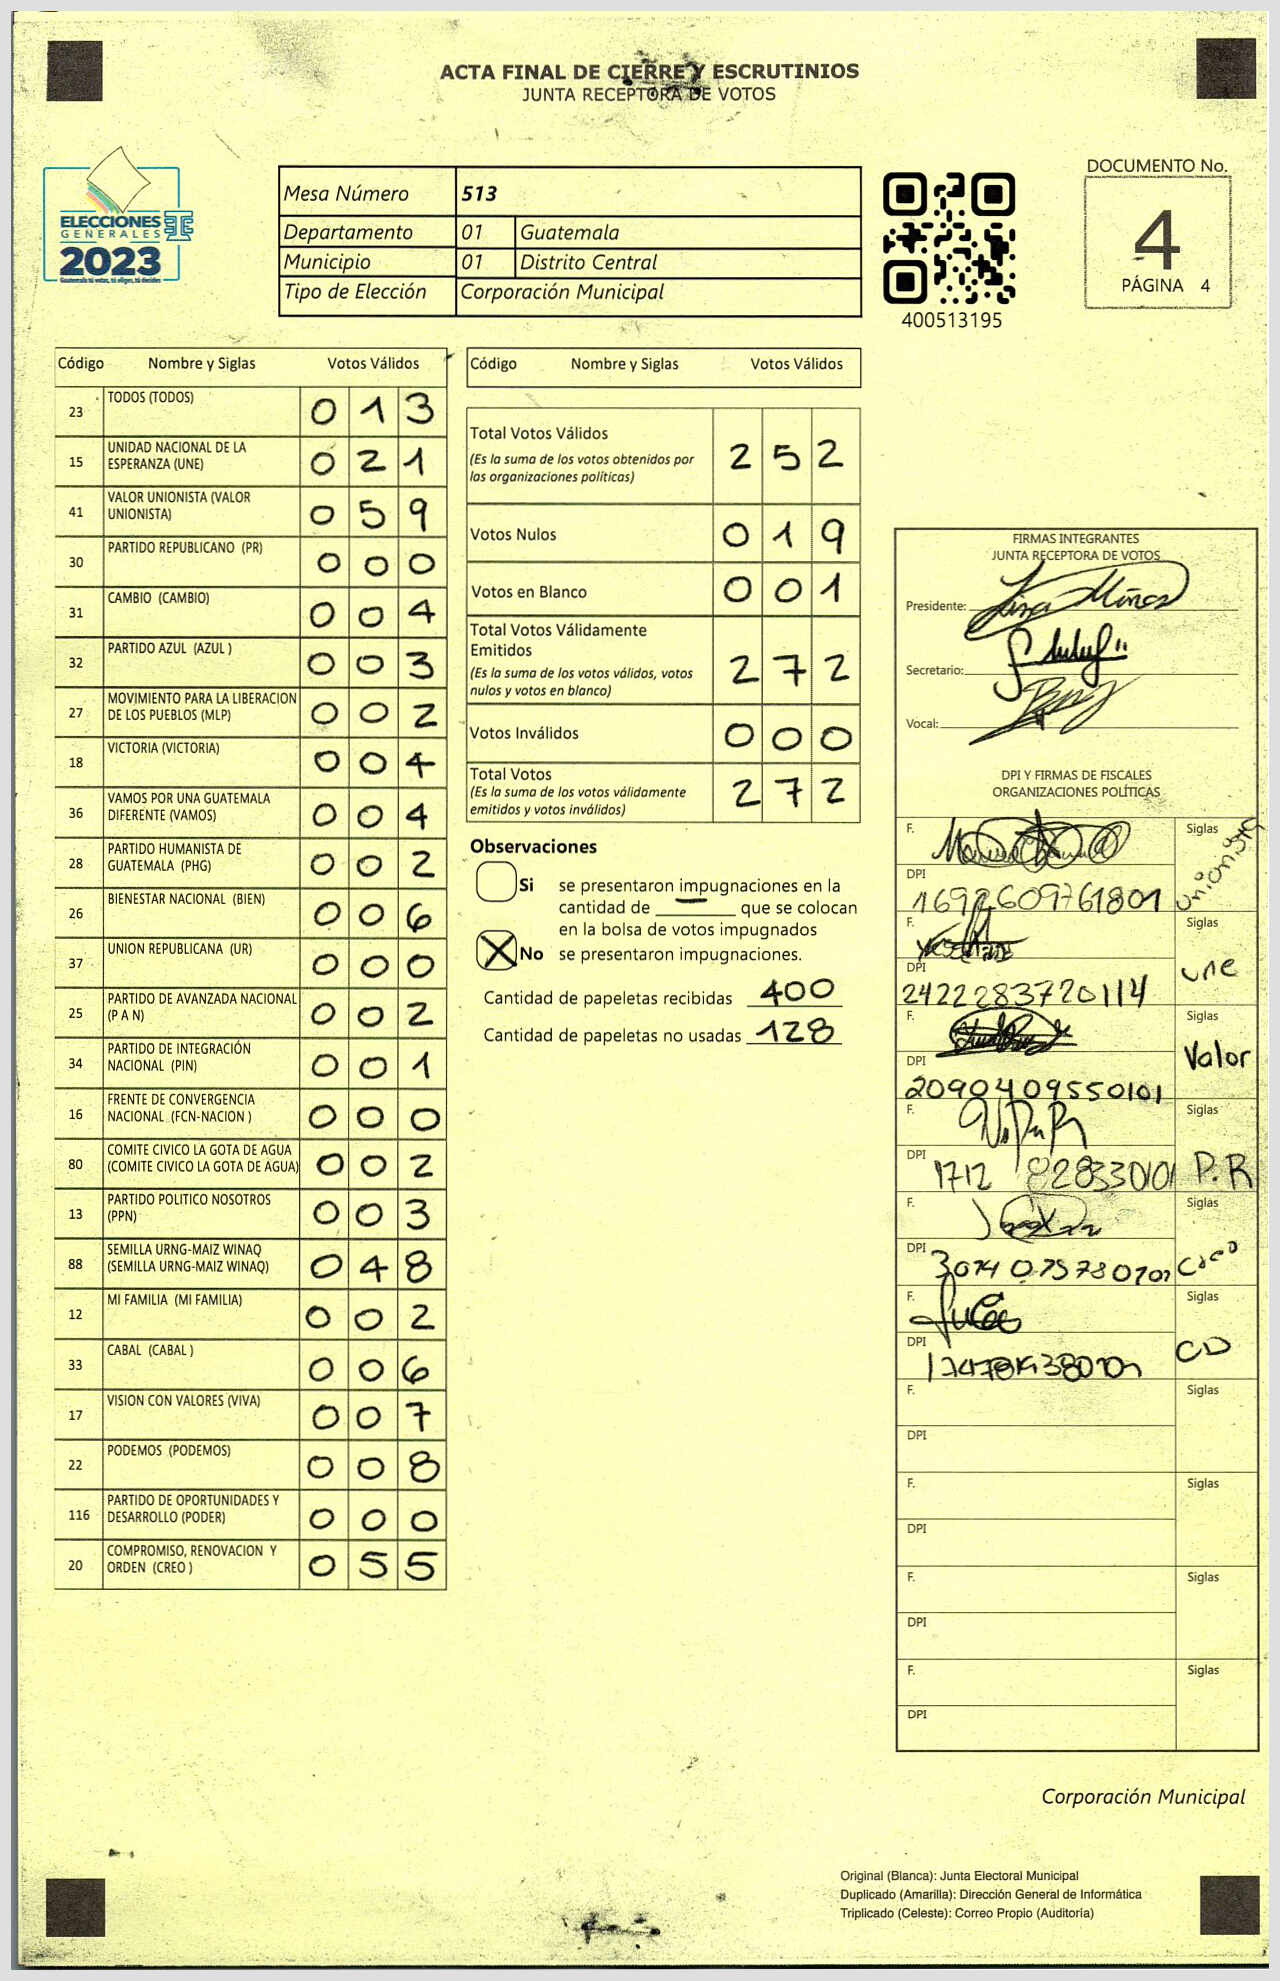 ACTA FINAL DE CIERRE Y ESCRUTINIOS
JUNTA RECEPTORA DE VOTOS
ELECCIONES
GENERALES
2023
Guatemala tú votas, tú eliges, tú decides
Mesa Número 513
Departamento 01 Guatemala
Municipio 01 Distrito Central
Tipo de Elección Corporación Municipal
400513195
DOCUMENTO No.
4
PÁGINA 4
Código Nombre y Siglas Votos Válidos
23 TODOS (TODOS) 0 1 3
15 UNIDAD NACIONAL DE LA
ESPERANZA (UNE) 0 2 1
41 VALOR UNIONISTA (VALOR
UNIONISTA) 0 5 9
30 PARTIDO REPUBLICANO (PR) 0 0 0
31 CAMBIO (CAMBIO) 0 0 4
32 PARTIDO AZUL (AZUL ) 0 0 3
27 MOVIMIENTO PARA LA LIBERACION
DE LOS PUEBLOS (MLP) 0 0 2
18 VICTORIA (VICTORIA) 0 0 4
36 VAMOS POR UNA GUATEMALA
DIFERENTE (VAMOS) 0 0 4
28 PARTIDO HUMANISTA DE
GUATEMALA (PHG) 0 0 2
26 BIENESTAR NACIONAL (BIEN) 0 0 6
37 UNION REPUBLICANA (UR) 0 0 0
25 PARTIDO DE AVANZADA NACIONAL
(P A N) 0 0 2
34 PARTIDO DE INTEGRACIÓN
NACIONAL (PIN) 0 0 1
16 FRENTE DE CONVERGENCIA
NACIONAL (FCN-NACION ) 0 0 0
80 COMITE CIVICO LA GOTA DE AGUA
(COMITE CIVICO LA GOTA DE AGUA) 0 0 2
13 PARTIDO POLITICO NOSOTROS
(PPN) 0 0 3
88 SEMILLA URNG-MAIZ WINAQ
(SEMILLA URNG-MAIZ WINAQ) 0 4 8
12 MI FAMILIA (MI FAMILIA) 0 0 2
33 CABAL (CABAL ) 0 0 6
17 VISION CON VALORES (VIVA) 0 0 7
22 PODEMOS (PODEMOS) 0 0 8
116 PARTIDO DE OPORTUNIDADES Y
DESARROLLO (PODER) 0 0 0
20 COMPROMISO, RENOVACION Y
ORDEN (CREO ) 0 5 5
Código Nombre y Siglas Votos Válidos
Total Votos Válidos 2 5 2
(Es la suma de los votos obtenidos por
las organizaciones políticas)
Votos Nulos 0 1 9
Votos en Blanco 0 0 1
Total Votos Válidamente
Emitidos 2 7 2
(Es la suma de los votos válidos, votos
nulos y votos en blanco)
Votos Inválidos 0 0 0
Total Votos 2 7 2
(Es la suma de los votos válidamente
emitidos y votos inválidos)
Observaciones
Si se presentaron impugnaciones en la
cantidad de — que se colocan
en la bolsa de votos impugnados
X No se presentaron impugnaciones.
Cantidad de papeletas recibidas 400
Cantidad de papeletas no usadas 128
FIRMAS INTEGRANTES
JUNTA RECEPTORA DE VOTOS
Presidente:
Secretario:
Vocal:
DPI Y FIRMAS DE FISCALES
ORGANIZACIONES POLÍTICAS
F. Siglas
DPI 1692609761801 unionista
F. Siglas
DPI 2422283720114 une
F. Siglas
DPI 2090409550101 Valor
F. Siglas
DPI 1712 828330101 P.R
F. Siglas
DPI Creo
F. Siglas
DPI CD
F. Siglas
DPI
F. Siglas
DPI
F. Siglas
DPI
F. Siglas
DPI
Corporación Municipal
Original (Blanca): Junta Electoral Municipal
Duplicado (Amarilla): Dirección General de Informática
Triplicado (Celeste): Correo Propio (Auditoría)